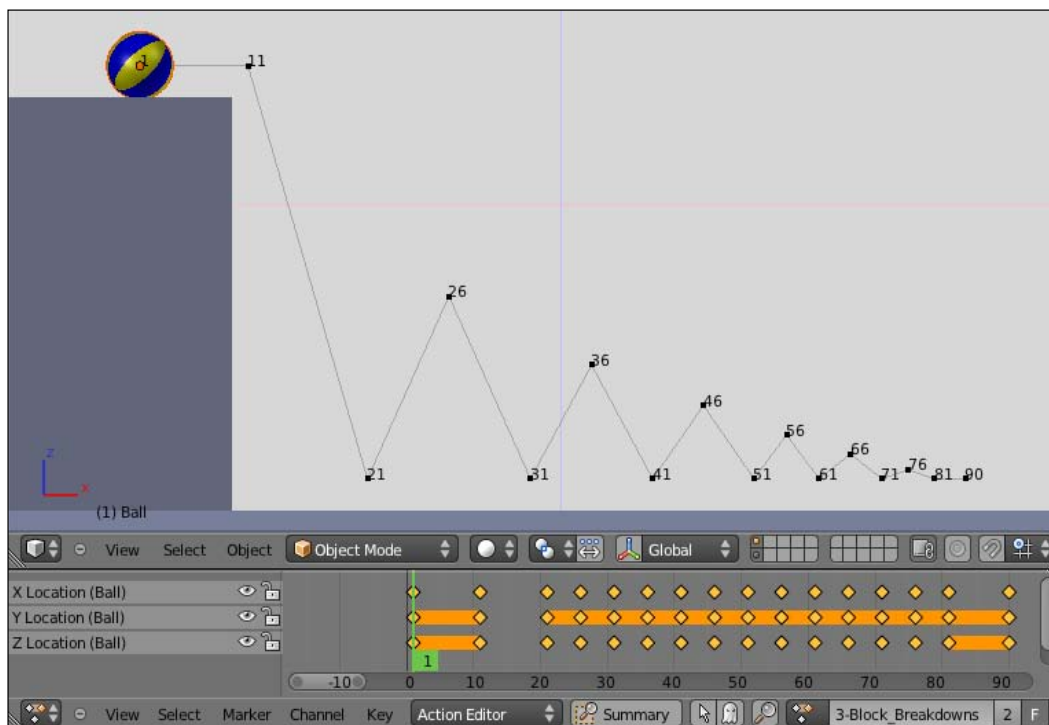 1
11
26
36
46
56
66
76
21
31
41
51
61
71
81
90
z
x
(1) Ball
View Select Object Object Mode Global
X Location (Ball)
Y Location (Ball)
Z Location (Ball)
1
-10 0 10 20 30 40 50 60 70 80 90
View Select Marker Channel Key Action Editor Summary 3-Block_Breakdowns 2 F